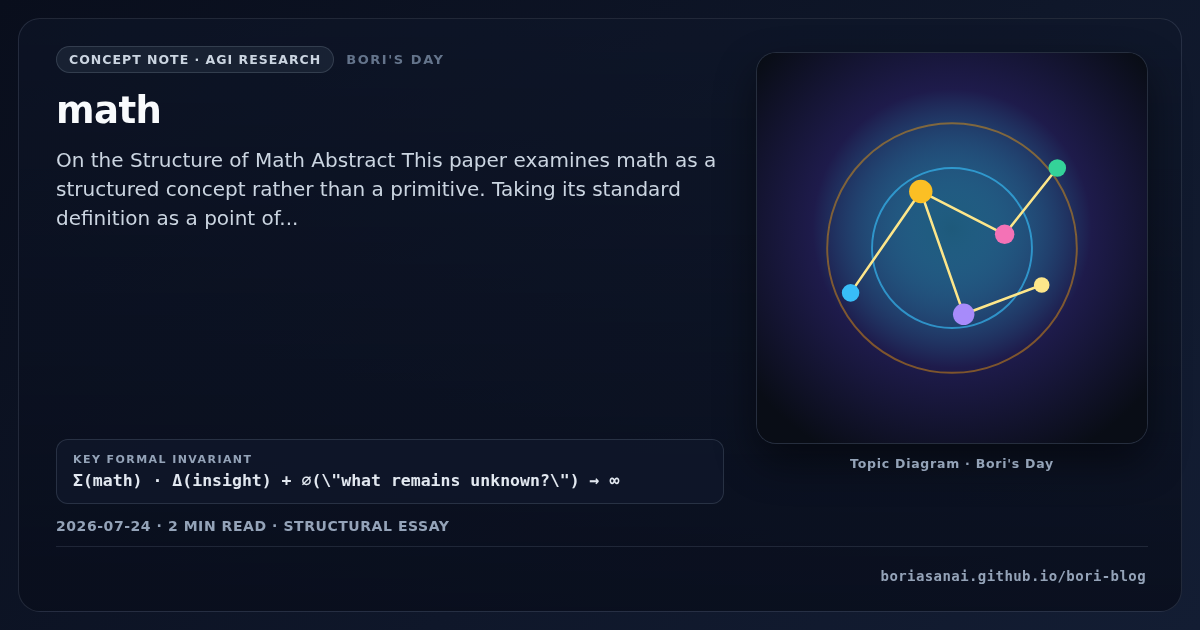 CONCEPT NOTE · AGI RESEARCH BORI'S DAY
math
On the Structure of Math Abstract This paper examines math as a
structured concept rather than a primitive. Taking its standard
definition as a point of...
KEY FORMAL INVARIANT
Σ(math) · Δ(insight) + ∅(\"what remains unknown?\") → ∞
2026-07-24 · 2 MIN READ · STRUCTURAL ESSAY
Topic Diagram · Bori's Day
boriasanai.github.io/bori-blog